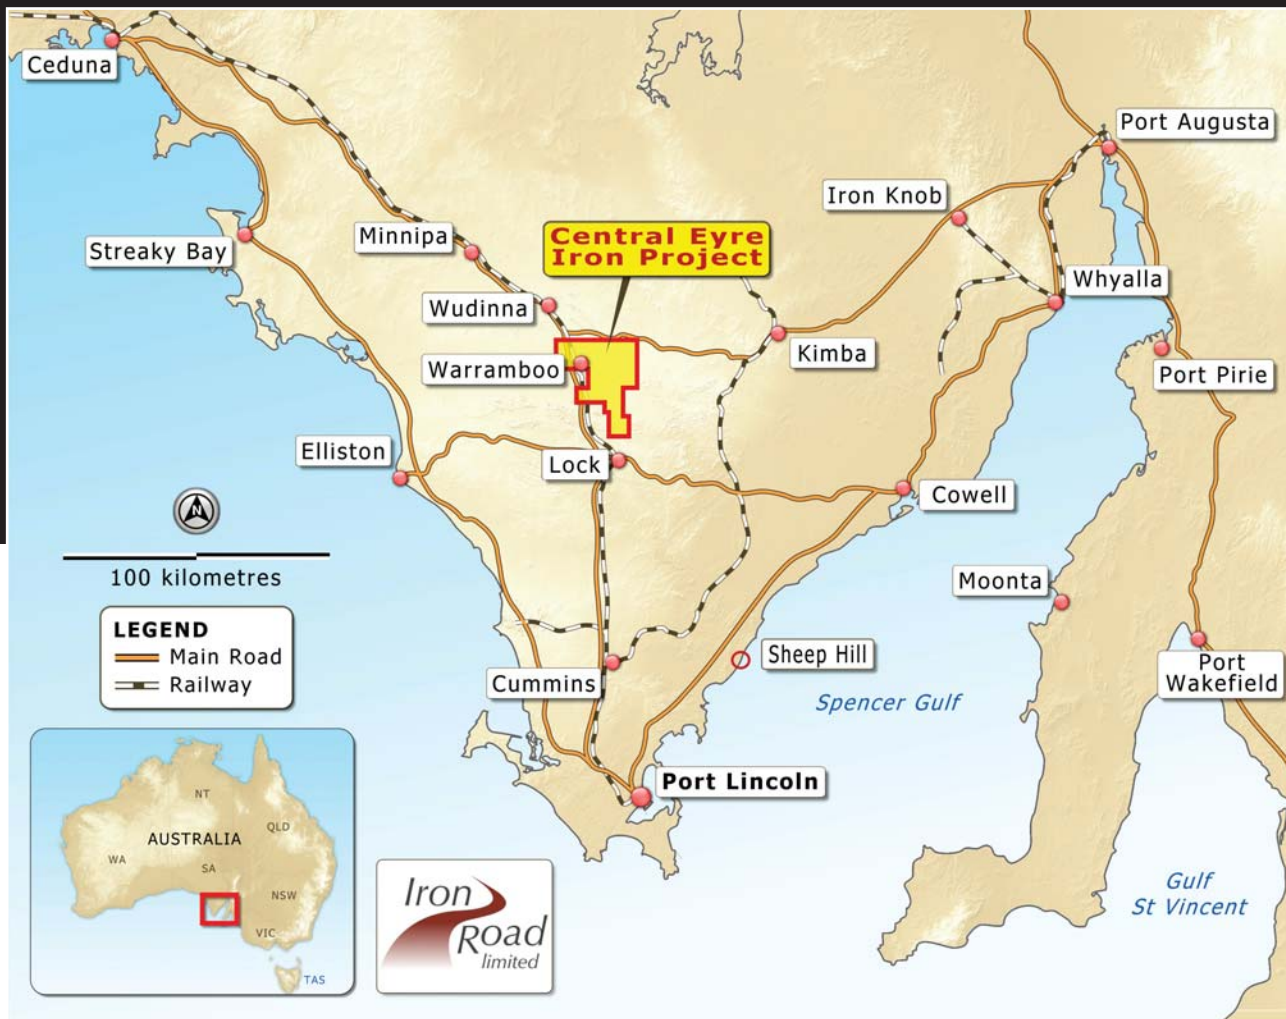 Ceduna
Port Augusta
Iron Knob
Streaky Bay
Minnipa
Central Eyre
Iron Project
Whyalla
Wudinna
Kimba
Warramboo
Port Pirie
Elliston
Lock
Cowell
N
100 kilometres
Moonta
LEGEND
Main Road
Railway
Sheep Hill
Port
Wakefield
Cummins
Spencer Gulf
Port Lincoln
NT
QLD
AUSTRALIA
WA
SA
NSW
VIC
TAS
Iron
Road
limited
Gulf
St Vincent